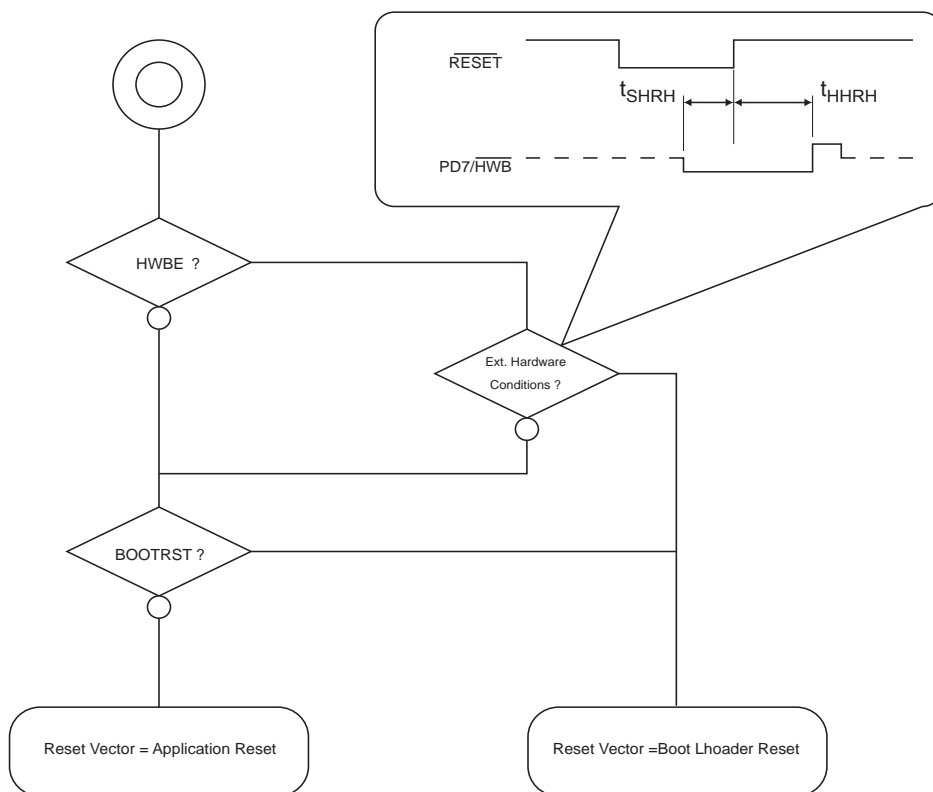 RESET
tSHRH
tHHRH
PD7/HWB
HWBE ?
Ext. Hardware
Conditions ?
BOOTRST ?
Reset Vector = Application Reset
Reset Vector =Boot Lhoader Reset